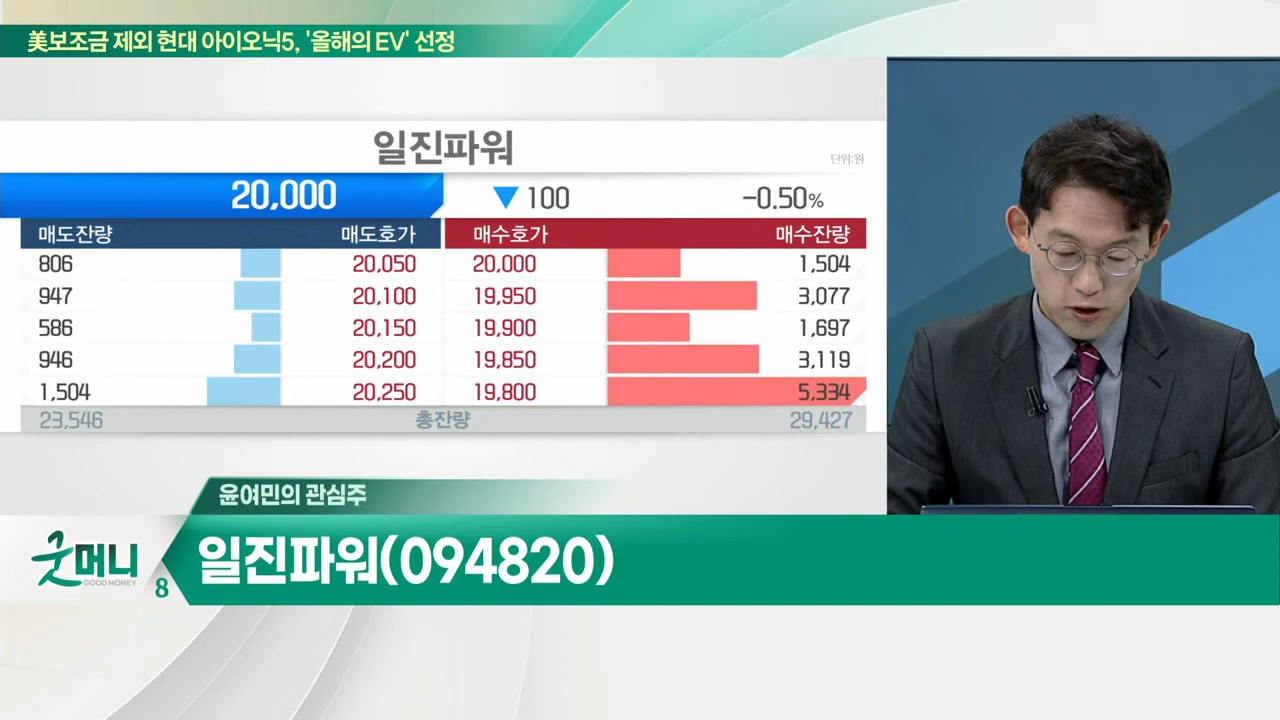 美보조금 제외 현대 아이오닉5, '올해의 EV' 선정
일진파워
단위:원
20,000 ▼ 100 -0.50%
매도잔량 매도호가 매수호가 매수잔량
806 20,050 20,000 1,504
947 20,100 19,950 3,077
586 20,150 19,900 1,697
946 20,200 19,850 3,119
1,504 20,250 19,800 5,334
23,546 총잔량 29,427
윤여민의 관심주
굿머니
GOOD MONEY
8
일진파워(094820)